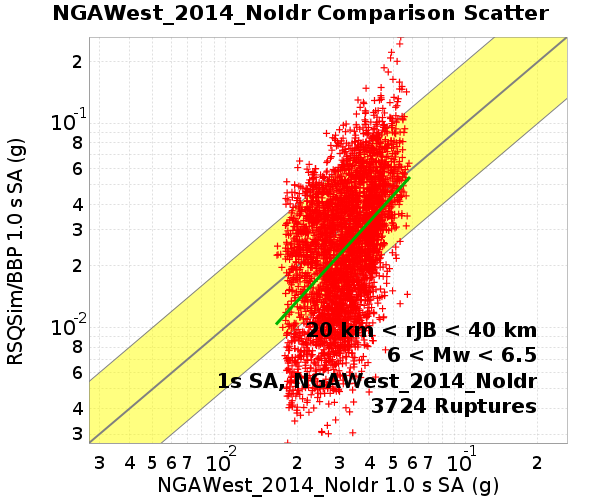 NGAWest_2014_NoIdr Comparison Scatter
RSQSim/BBP 1.0 s SA (g)
2
10-1
8
6
4
3
2
10-2
8
6
4
3
20 km < rJB < 40 km
6 < Mw < 6.5
1s SA, NGAWest_2014_NoIdr
3724 Ruptures
3 4 5 6 7 10-2 2 3 4 5 6 7 10-1 2
NGAWest_2014_NoIdr 1.0 s SA (g)